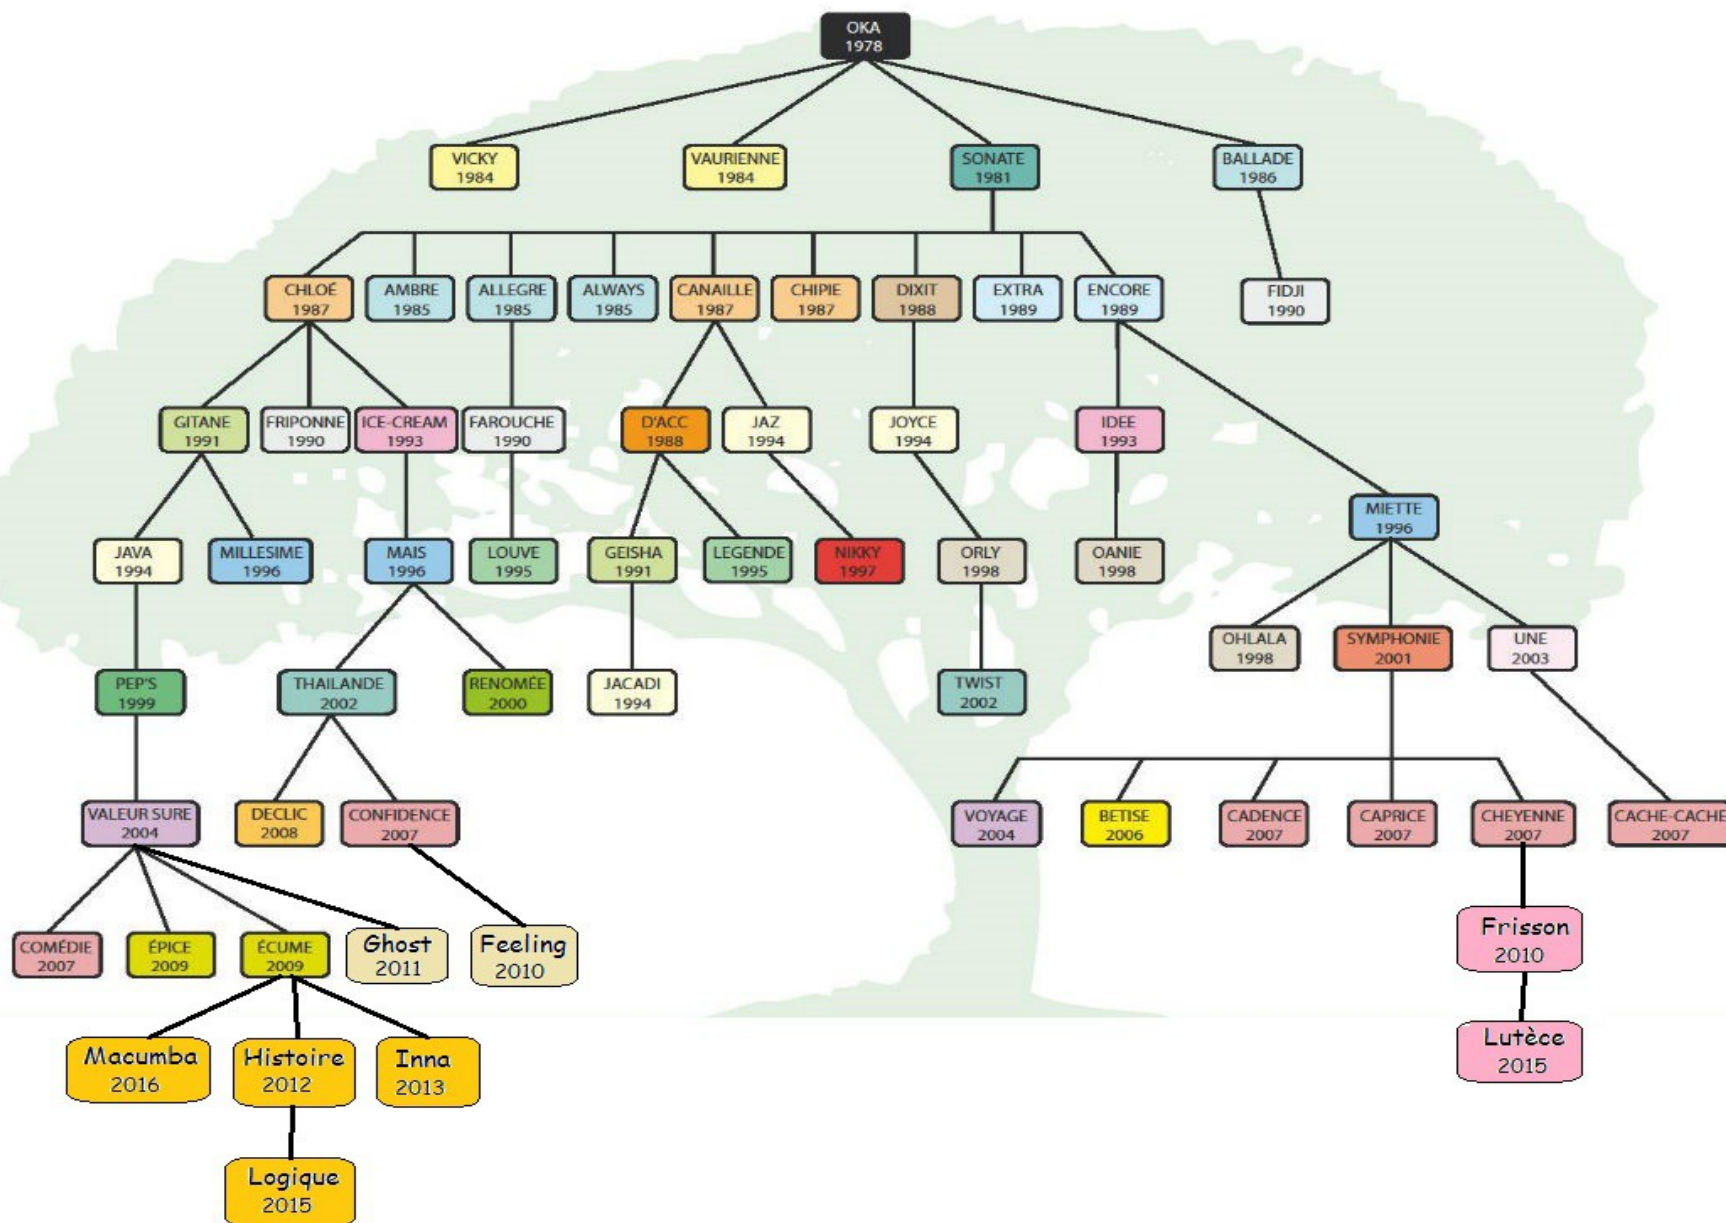 OKA
1978
VICKY
1984
VAURIENNE
1984
SONATE
1981
BALLADE
1986
CHLOÉ
1987
AMBRE
1985
ALLEGRE
1985
ALWAYS
1985
CANAILLE
1987
CHIPIE
1987
DIXIT
1988
EXTRA
1989
ENCORE
1989
FIDJI
1990
GITANE
1991
FRIPONNE
1990
ICE-CREAM
1993
FAROUCHE
1990
D'ACC
1988
JAZ
1994
JOYCE
1994
IDEE
1993
MIETTE
1996
JAVA
1994
MILLESIME
1996
MAIS
1996
LOUVE
1995
GEISHA
1991
LEGENDE
1995
NIKKY
1997
ORLY
1998
OANIE
1998
OHLALA
1998
SYMPHONIE
2001
UNE
2003
PEP'S
1999
THAILANDE
2002
RENOMÉE
2000
JACADI
1994
TWIST
2002
VALEUR SURE
2004
DECLIC
2008
CONFIDENCE
2007
VOYAGE
2004
BETISE
2006
CADENCE
2007
CAPRICE
2007
CHEYENNE
2007
CACHE-CACHE
2007
COMÉDIE
2007
ÉPICE
2009
ÉCUME
2009
Ghost
2011
Feeling
2010
Frisson
2010
Macumba
2016
Histoire
2012
Inna
2013
Lutèce
2015
Logique
2015